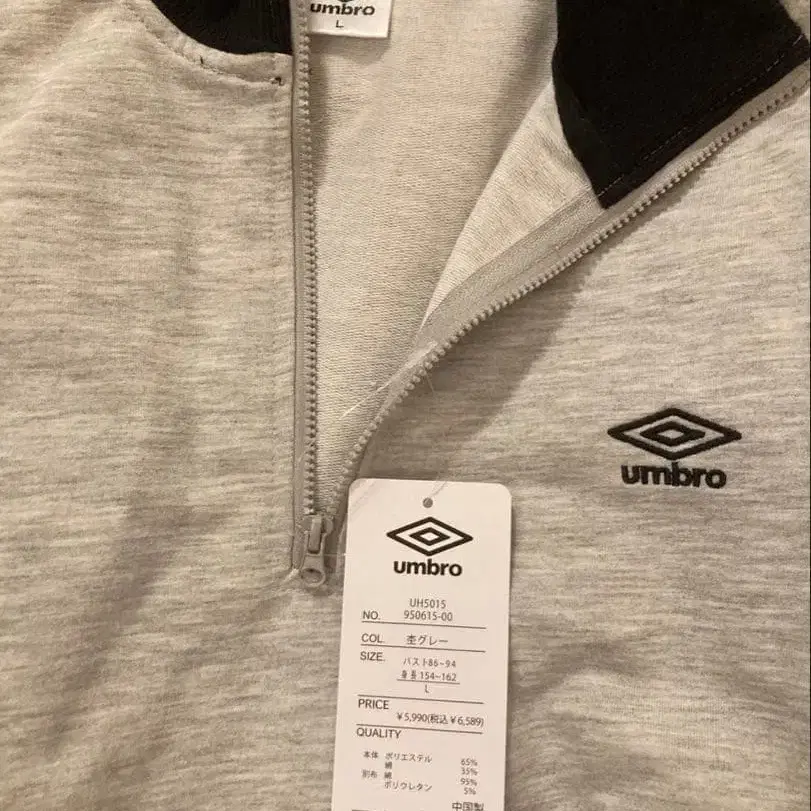 umbro
L
umbro
umbro
UH5015
NO. 950615-00
COL. 杢グレー
SIZE. バスト86~94
身長154~162
L
PRICE
¥5,990(税込¥6,589)
QUALITY
本体 ポリエステル 65%
綿 35%
別布 綿 95%
ポリウレタン 5%
中国製